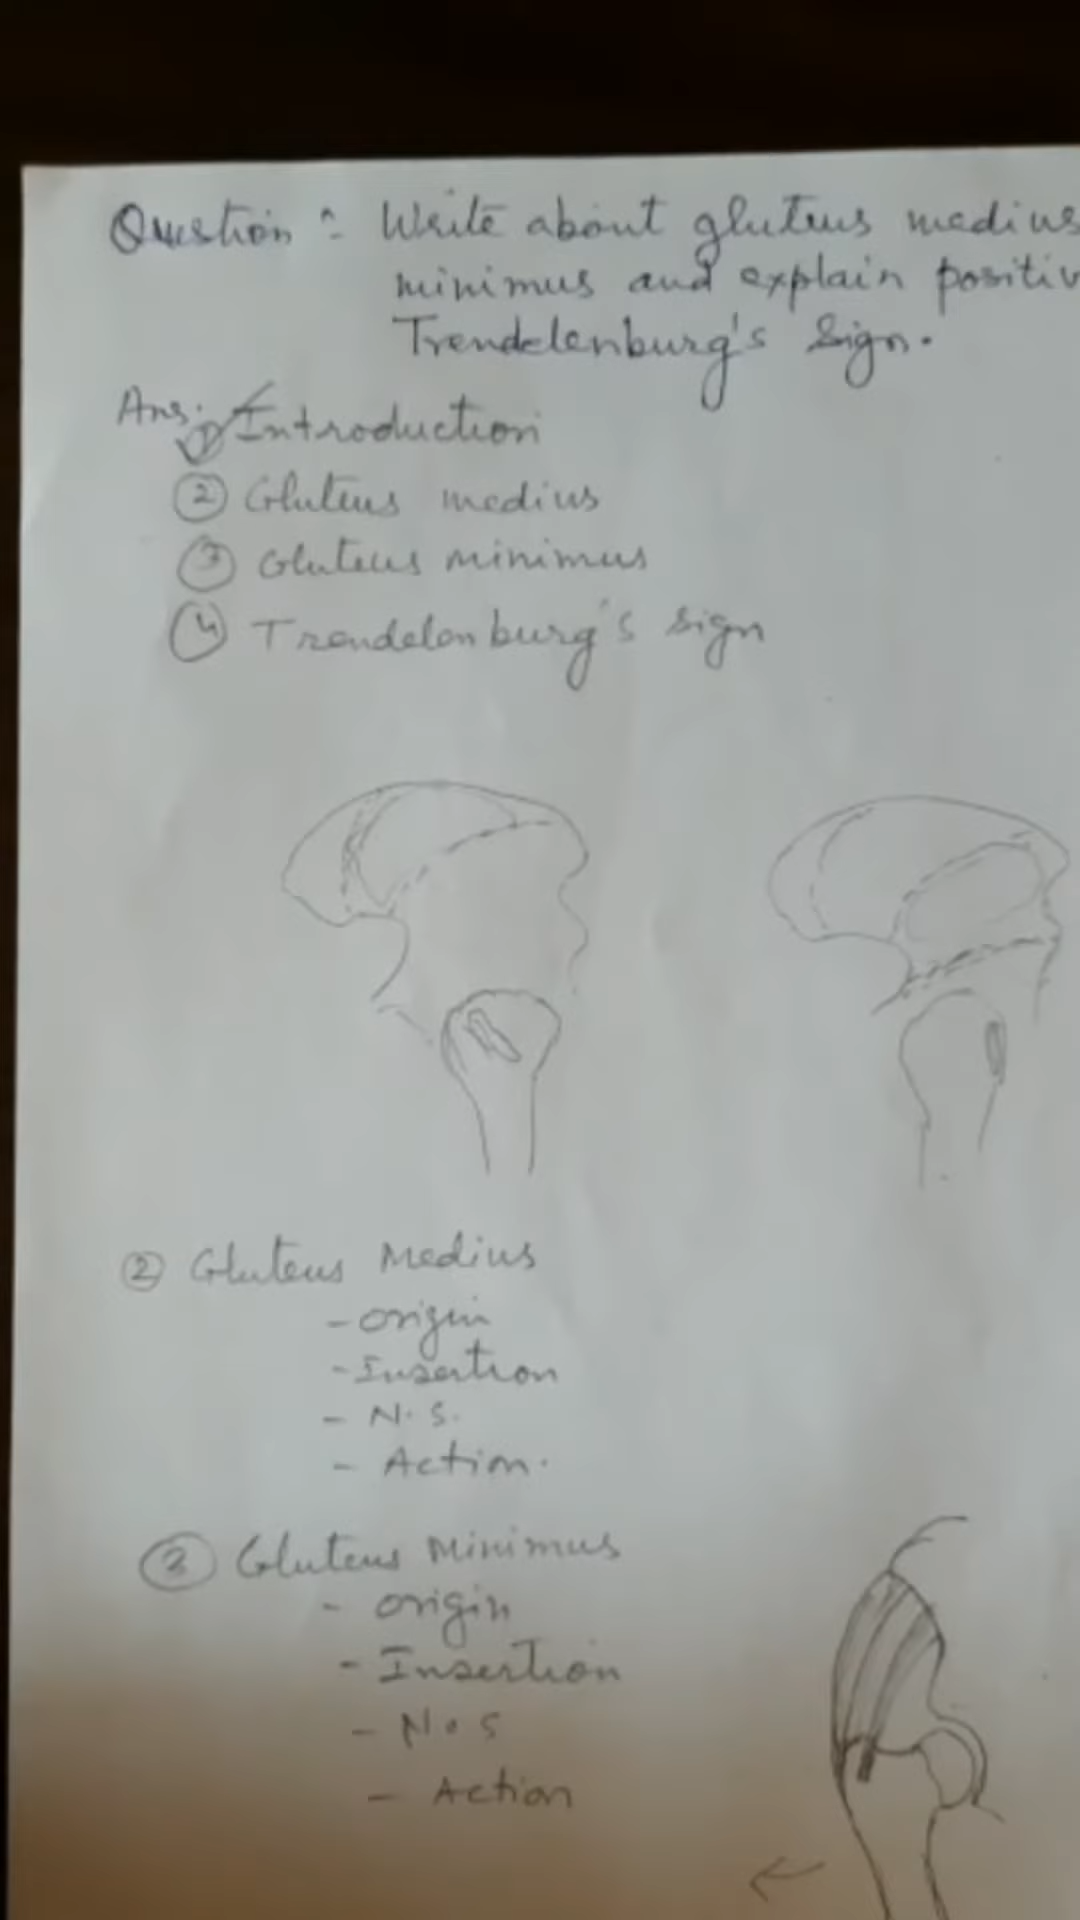 Question :- Write about gluteus medius
minimus and explain positiv
Trendelenburg's Sign.
Ans:- ① Introduction
② Gluteus medius
③ Gluteus minimus
④ Trendelenburg's sign
② Gluteus Medius
- Origin
- Insertion
- N.S.
- Action.
③ Gluteus Minimus
- origin
- Insertion
- N.S
- Action